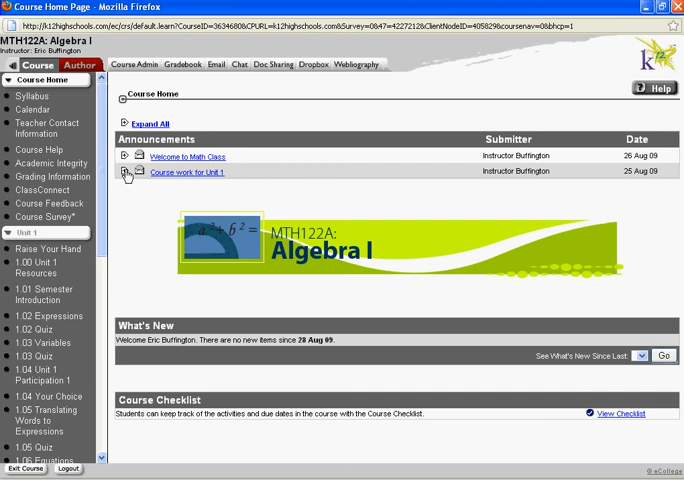 Course Home Page - Mozilla Firefox
http://k12highschools.com/ec/crs/default.learn?CourseID=3634680&CPURL=k12highschools.com&Survey=0&47=4227212&ClientNodeID=405829&coursenav=0&bhcp=1
MTH122A: Algebra I
Instructor: Eric Buffington
Course Author Course Admin Gradebook Email Chat Doc Sharing Dropbox Webliography
k12
? Help
Course Home
Syllabus
Calendar
Teacher Contact
Information
Course Help
Academic Integrity
Grading Information
ClassConnect
Course Feedback
Course Survey*
Unit 1
Raise Your Hand
1.00 Unit 1
Resources
1.01 Semester
Introduction
1.02 Expressions
1.02 Quiz
1.03 Variables
1.03 Quiz
1.04 Unit 1
Participation 1
1.04 Your Choice
1.05 Translating
Words to
Expressions
1.05 Quiz
1.06 Equations
Exit Course Logout
Course Home
Expand All
Announcements Submitter Date
Welcome to Math Class Instructor Buffington 26 Aug 09
Course work for Unit 1 Instructor Buffington 25 Aug 09
a² + b² =
MTH122A:
Algebra I
What's New
Welcome Eric Buffington. There are no new items since 28 Aug 09.
See What's New Since Last: Go
Course Checklist
Students can keep track of the activities and due dates in the course with the Course Checklist. View Checklist
eCollege